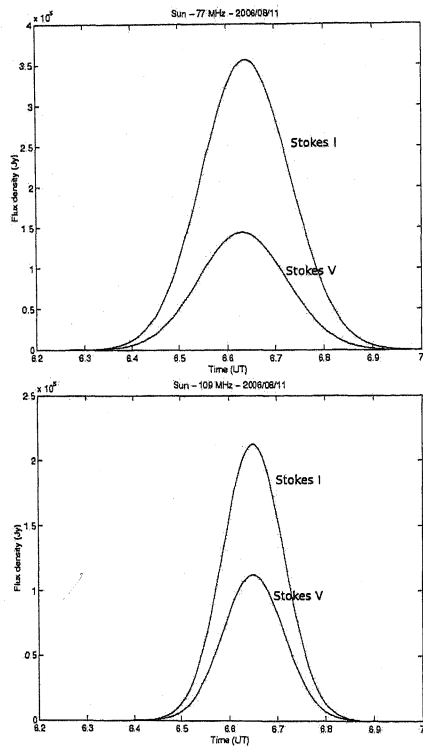 x 10⁵
Sun – 77 MHz – 2006/08/11
4
3.5
3
2.5
2
1.5
1
0.5
0
Flux density (Jy)
Stokes I
Stokes V
6.2 6.3 6.4 6.5 6.6 6.7 6.8 6.9 7
Time (UT)
x 10⁵
Sun – 109 MHz – 2006/08/11
2.5
2
1.5
1
0.5
0
Flux density (Jy)
Stokes I
Stokes V
6.2 6.3 6.4 6.5 6.6 6.7 6.8 6.9 7
Time (UT)